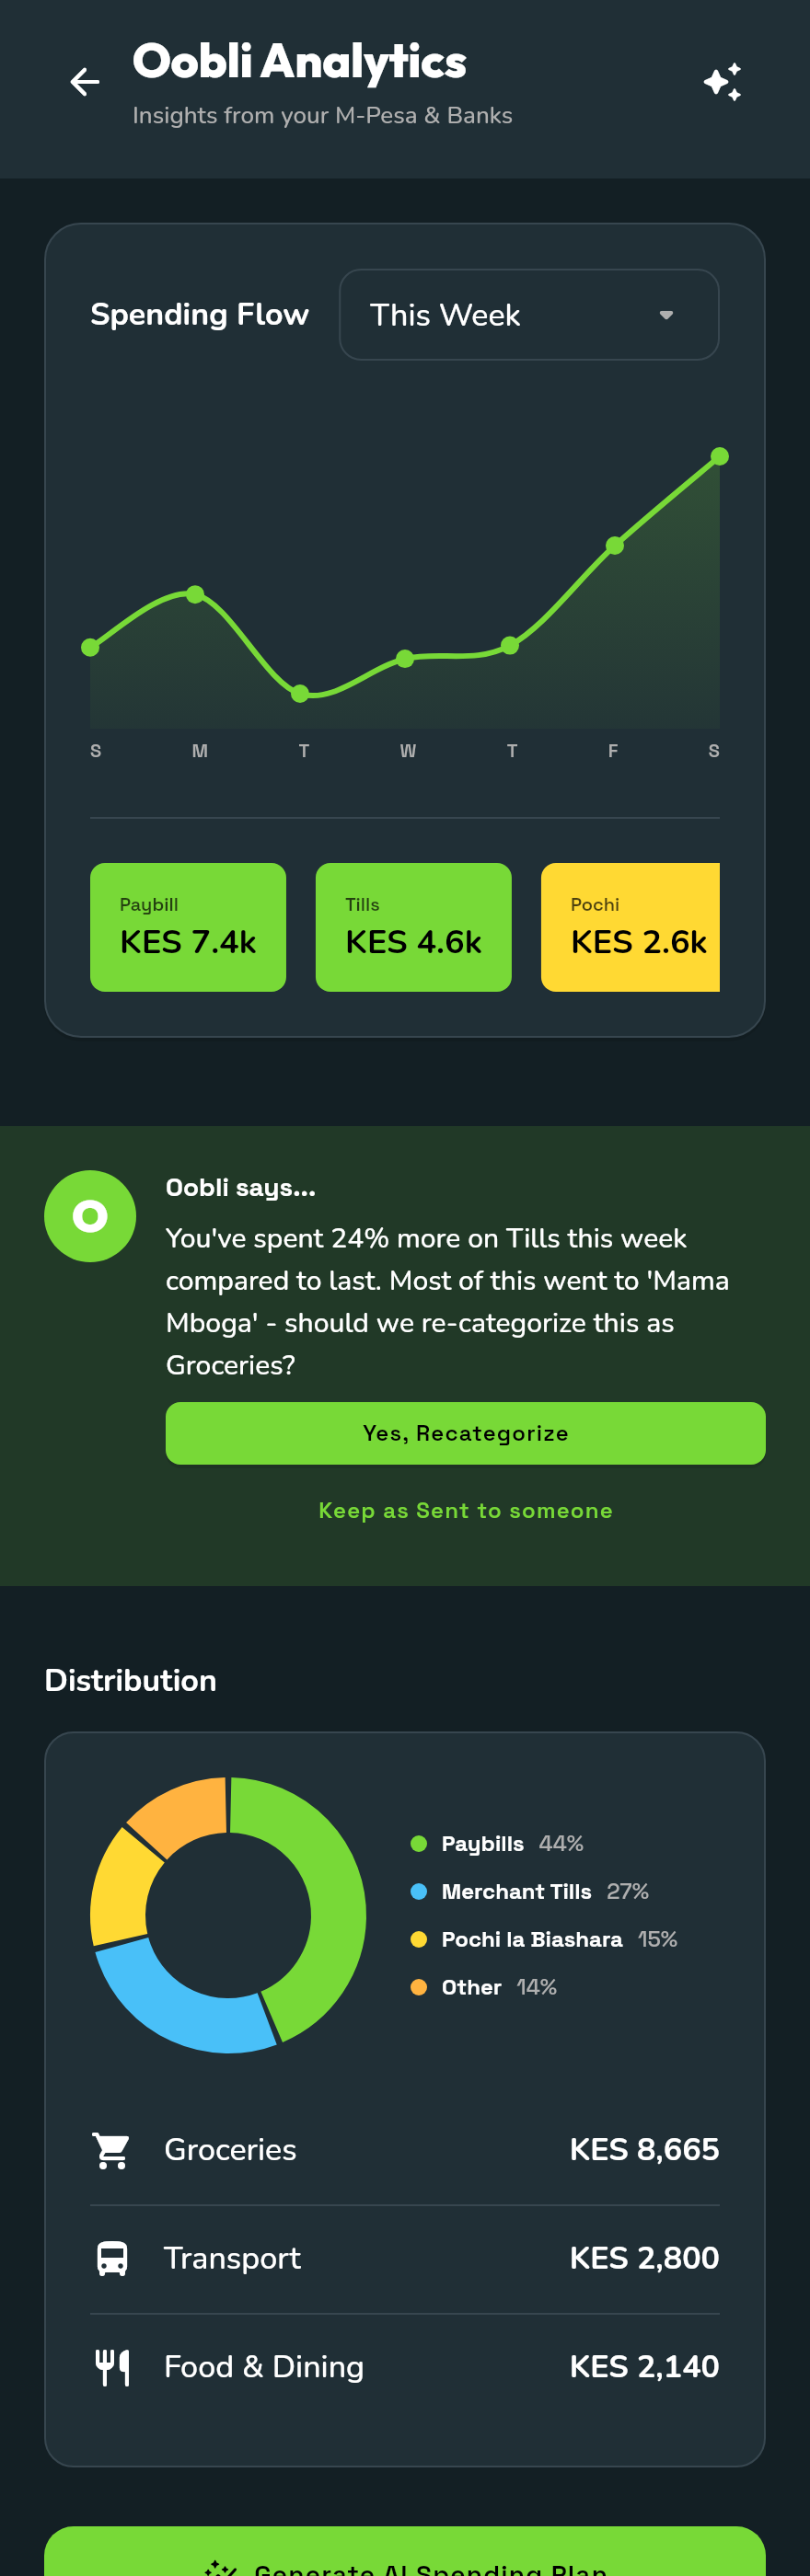 Oobli Analytics
Insights from your M-Pesa & Banks
Spending Flow
This Week
S M T W T F S
Paybill
KES 7.4k
Tills
KES 4.6k
Pochi
KES 2.6k
Oobli says...
You've spent 24% more on Tills this week
compared to last. Most of this went to 'Mama
Mboga' - should we re-categorize this as
Groceries?
Yes, Recategorize
Keep as Sent to someone
Distribution
Paybills 44%
Merchant Tills 27%
Pochi la Biashara 15%
Other 14%
Groceries KES 8,665
Transport KES 2,800
Food & Dining KES 2,140
Generate AI Spending Plan